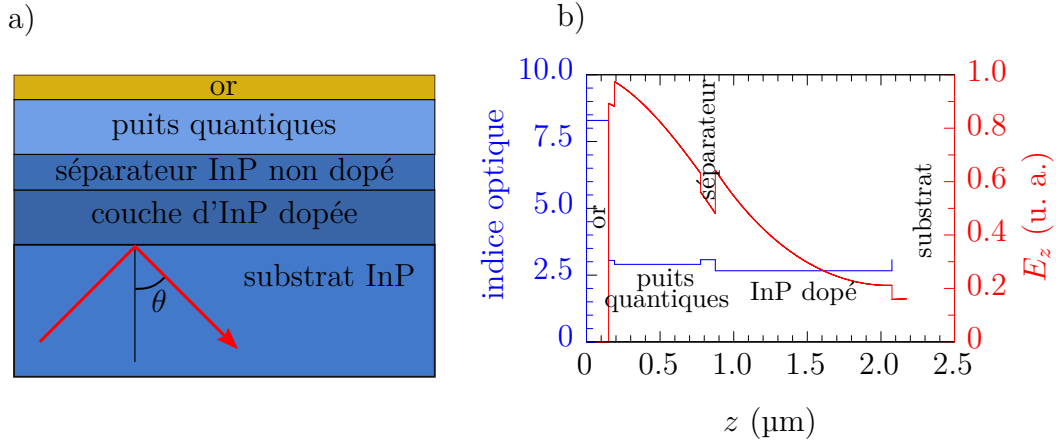 a)
or
puits quantiques
séparateur InP non dopé
couche d'InP dopée
substrat InP
θ
b)
10.0
7.5
5.0
2.5
0
indice optique
or
puits
quantiques
séparateur
InP dopé
substrat
1.0
0.8
0.6
0.4
0.2
0
E_z (u. a.)
0 0.5 1.0 1.5 2.0 2.5
z (µm)